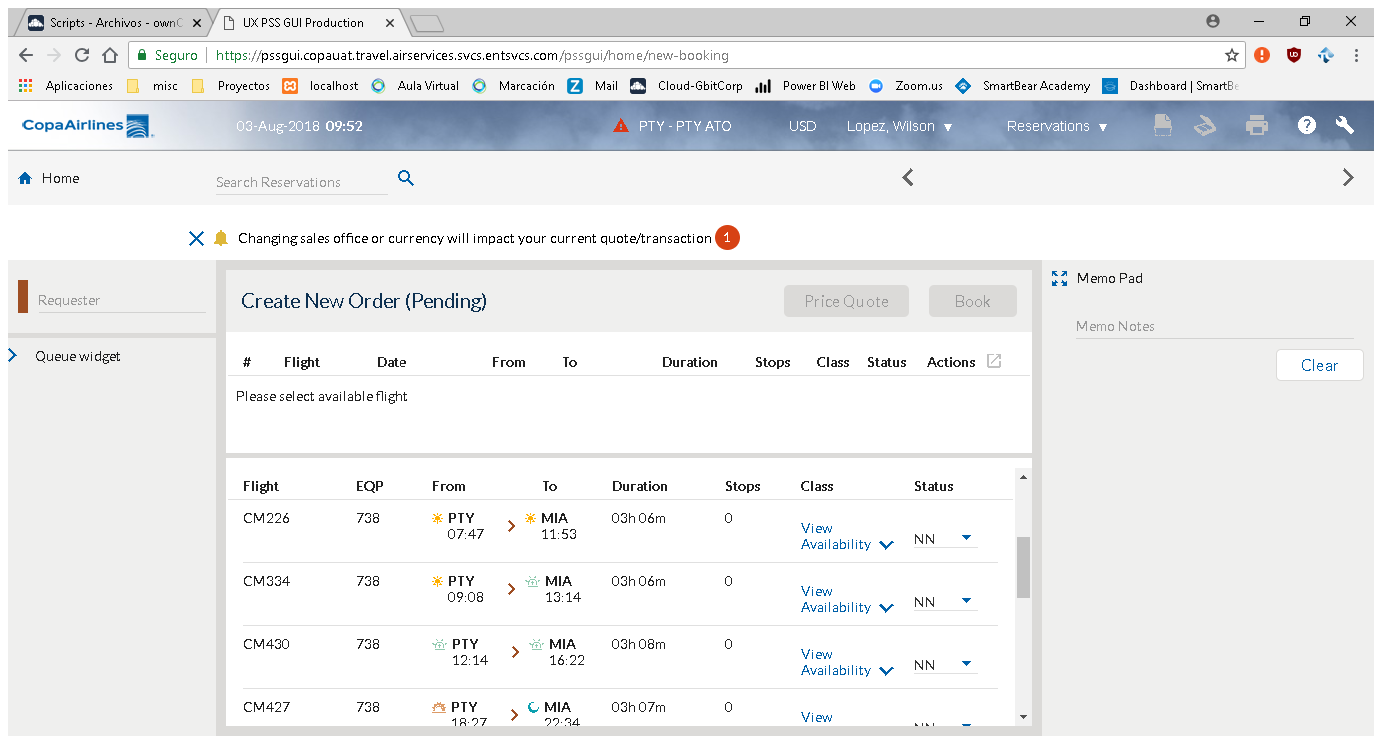 Scripts - Archivos - ownC
UX PSS GUI Production
Seguro https://pssgui.copauat.travel.airservices.svcs.entsvcs.com/pssgui/home/new-booking
Aplicaciones misc Proyectos localhost Aula Virtual Marcación Mail Cloud-GbitCorp Power BI Web Zoom.us SmartBear Academy Dashboard | SmartBe
CopaAirlines 03-Aug-2018 09:52 PTY - PTY ATO USD Lopez, Wilson Reservations
Home Search Reservations
Changing sales office or currency will impact your current quote/transaction 1
Requester
Queue widget
Create New Order (Pending) Price Quote Book
# Flight Date From To Duration Stops Class Status Actions
Please select available flight
Flight EQP From To Duration Stops Class Status
CM226 738 PTY MIA 03h 06m 0
07:47 11:53
View
Availability NN
CM334 738 PTY MIA 03h 06m 0
09:08 13:14
View
Availability NN
CM430 738 PTY MIA 03h 08m 0
12:14 16:22
View
Availability NN
CM427 738 PTY MIA 03h 07m 0
18:27 22:34
View
NN
Memo Pad
Memo Notes
Clear